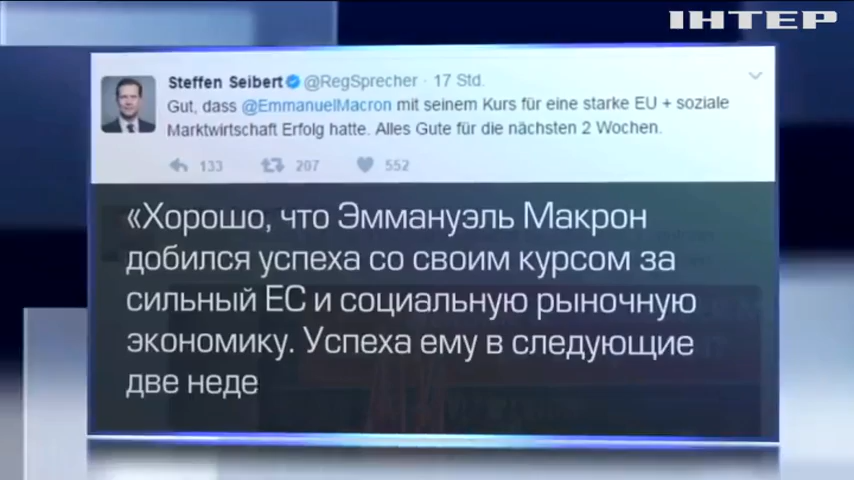 ІНТЕР
Steffen Seibert @RegSprecher · 17 Std.
Gut, dass @EmmanuelMacron mit seinem Kurs für eine starke EU + soziale
Marktwirtschaft Erfolg hatte. Alles Gute für die nächsten 2 Wochen.
133 207 552
«Хорошо, что Эммануэль Макрон
добился успеха со своим курсом за
сильный ЕС и социальную рыночную
экономику. Успеха ему в следующие
две неде